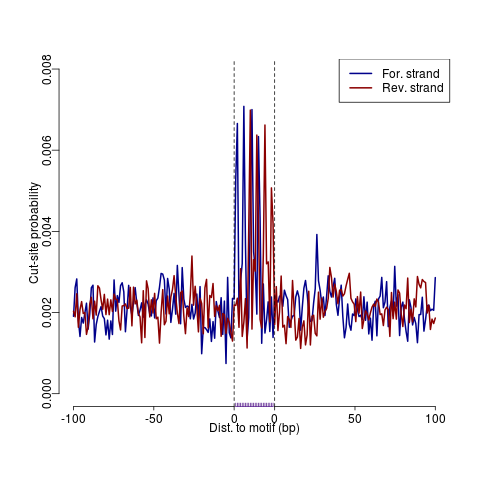 For. strand
Rev. strand
Cut-site probability
0.008
0.006
0.004
0.002
0.000
-100 -50 0 0 50 100
Dist. to motif (bp)